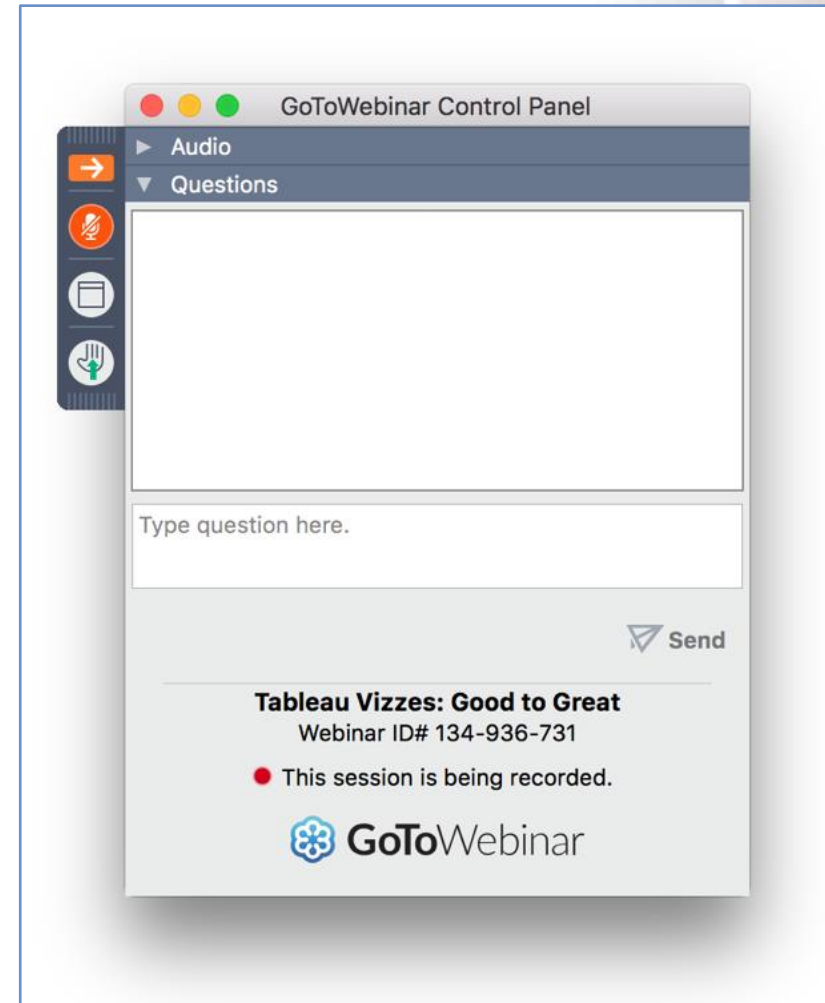 GoToWebinar Control Panel
Audio
Questions
Type question here.
Send
Tableau Vizzes: Good to Great
Webinar ID# 134-936-731
This session is being recorded.
GoToWebinar